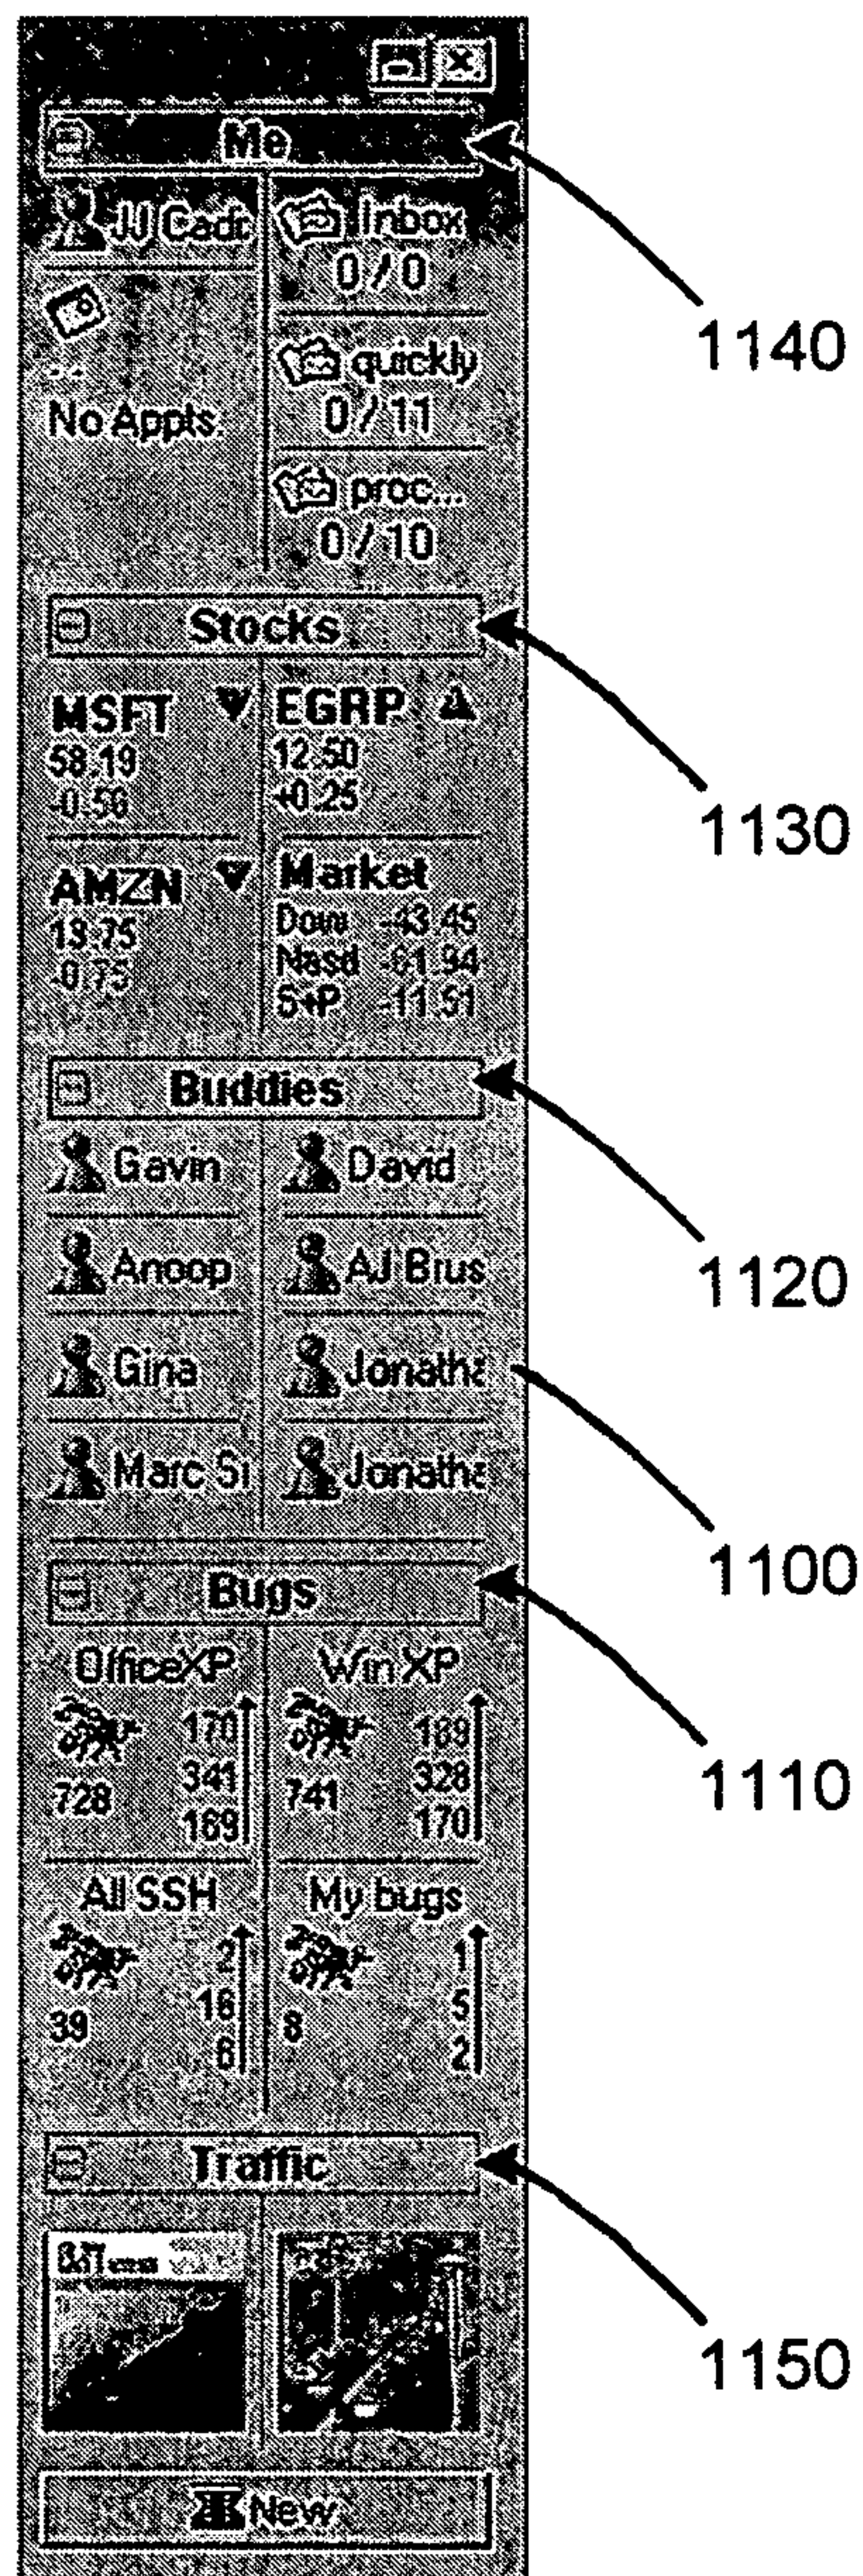 Me
JJ Cadc
Inbox
0 / 0
No Appts.
quickly
0 / 11
proc...
0 / 10
1140
Stocks
MSFT
58.19
-0.56
EGRP
12.50
+0.25
AMZN
13.75
-0.75
Market
Dow -43.45
Nasd -61.94
S+P -11.51
1130
Buddies
Gavin
David
Anoop
AJ Brus
Gina
Jonatha
Marc Si
Jonatha
1120
1100
Bugs
OfficeXP
728
170
341
169
Win XP
741
189
328
170
All SSH
39
2
16
6
My bugs
8
1
5
2
1110
Traffic
1150
New